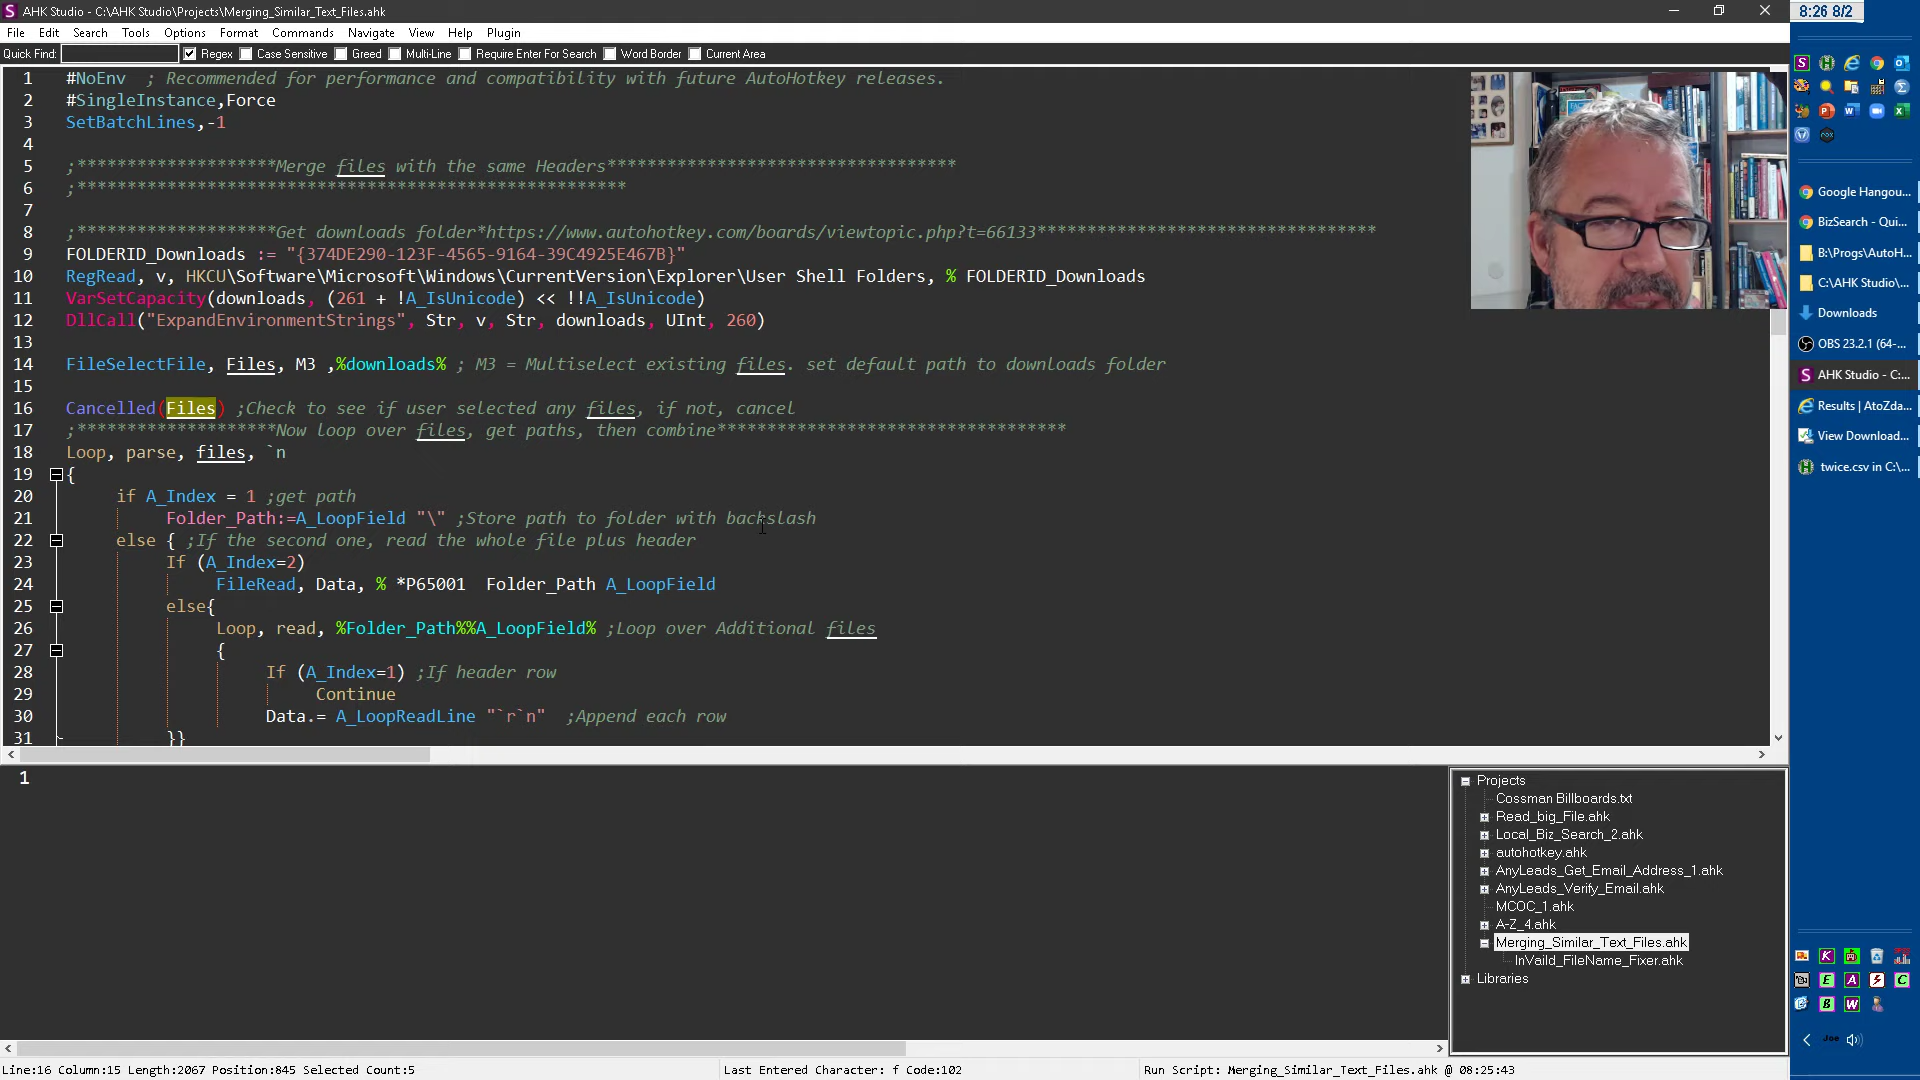 AHK Studio - C:\AHK Studio\Projects\Merging_Similar_Text_Files.ahk
8:26 8/2
File Edit Search Tools Options Format Commands Navigate View Help Plugin
Quick Find: Regex Case Sensitive Greed Multi-Line Require Enter For Search Word Border Current Area
1 #NoEnv ; Recommended for performance and compatibility with future AutoHotkey releases.
2 #SingleInstance,Force
3 SetBatchLines,-1
4
5 ;********************Merge files with the same Headers***********************************
6 ;*******************************************************
7
8 ;********************Get downloads folder*https://www.autohotkey.com/boards/viewtopic.php?t=66133**********************************
9 FOLDERID_Downloads := "{374DE290-123F-4565-9164-39C4925E467B}"
10 RegRead, v, HKCU\Software\Microsoft\Windows\CurrentVersion\Explorer\User Shell Folders, % FOLDERID_Downloads
11 VarSetCapacity(downloads, (261 + !A_IsUnicode) << !!A_IsUnicode)
12 DllCall("ExpandEnvironmentStrings", Str, v, Str, downloads, UInt, 260)
13
14 FileSelectFile, Files, M3 ,%downloads% ; M3 = Multiselect existing files. set default path to downloads folder
15
16 Cancelled(Files) ;Check to see if user selected any files, if not, cancel
17 ;********************Now loop over files, get paths, then combine***********************************
18 Loop, parse, files, `n
19 {
20 if A_Index = 1 ;get path
21 Folder_Path:=A_LoopField "\" ;Store path to folder with backslash
22 else { ;If the second one, read the whole file plus header
23 If (A_Index=2)
24 FileRead, Data, % *P65001 Folder_Path A_LoopField
25 else{
26 Loop, read, %Folder_Path%%A_LoopField% ;Loop over Additional files
27 {
28 If (A_Index=1) ;If header row
29 Continue
30 Data.= A_LoopReadLine "`r`n" ;Append each row
31 }}
1
Projects
Cossman Billboards.txt
Read_big_File.ahk
Local_Biz_Search_2.ahk
autohotkey.ahk
AnyLeads_Get_Email_Address_1.ahk
AnyLeads_Verify_Email.ahk
MCOC_1.ahk
A-Z_4.ahk
Merging_Similar_Text_Files.ahk
InVaild_FileName_Fixer.ahk
Libraries
Google Hangou...
BizSearch - Qui...
B:\Progs\AutoH...
C:\AHK Studio\...
Downloads
OBS 23.2.1 (64-...
AHK Studio - C:...
Results | AtoZda...
View Download...
twice.csv in C:\...
Joe
Line:16 Column:15 Length:2067 Position:845 Selected Count:5
Last Entered Character: f Code:102
Run Script: Merging_Similar_Text_Files.ahk @ 08:25:43